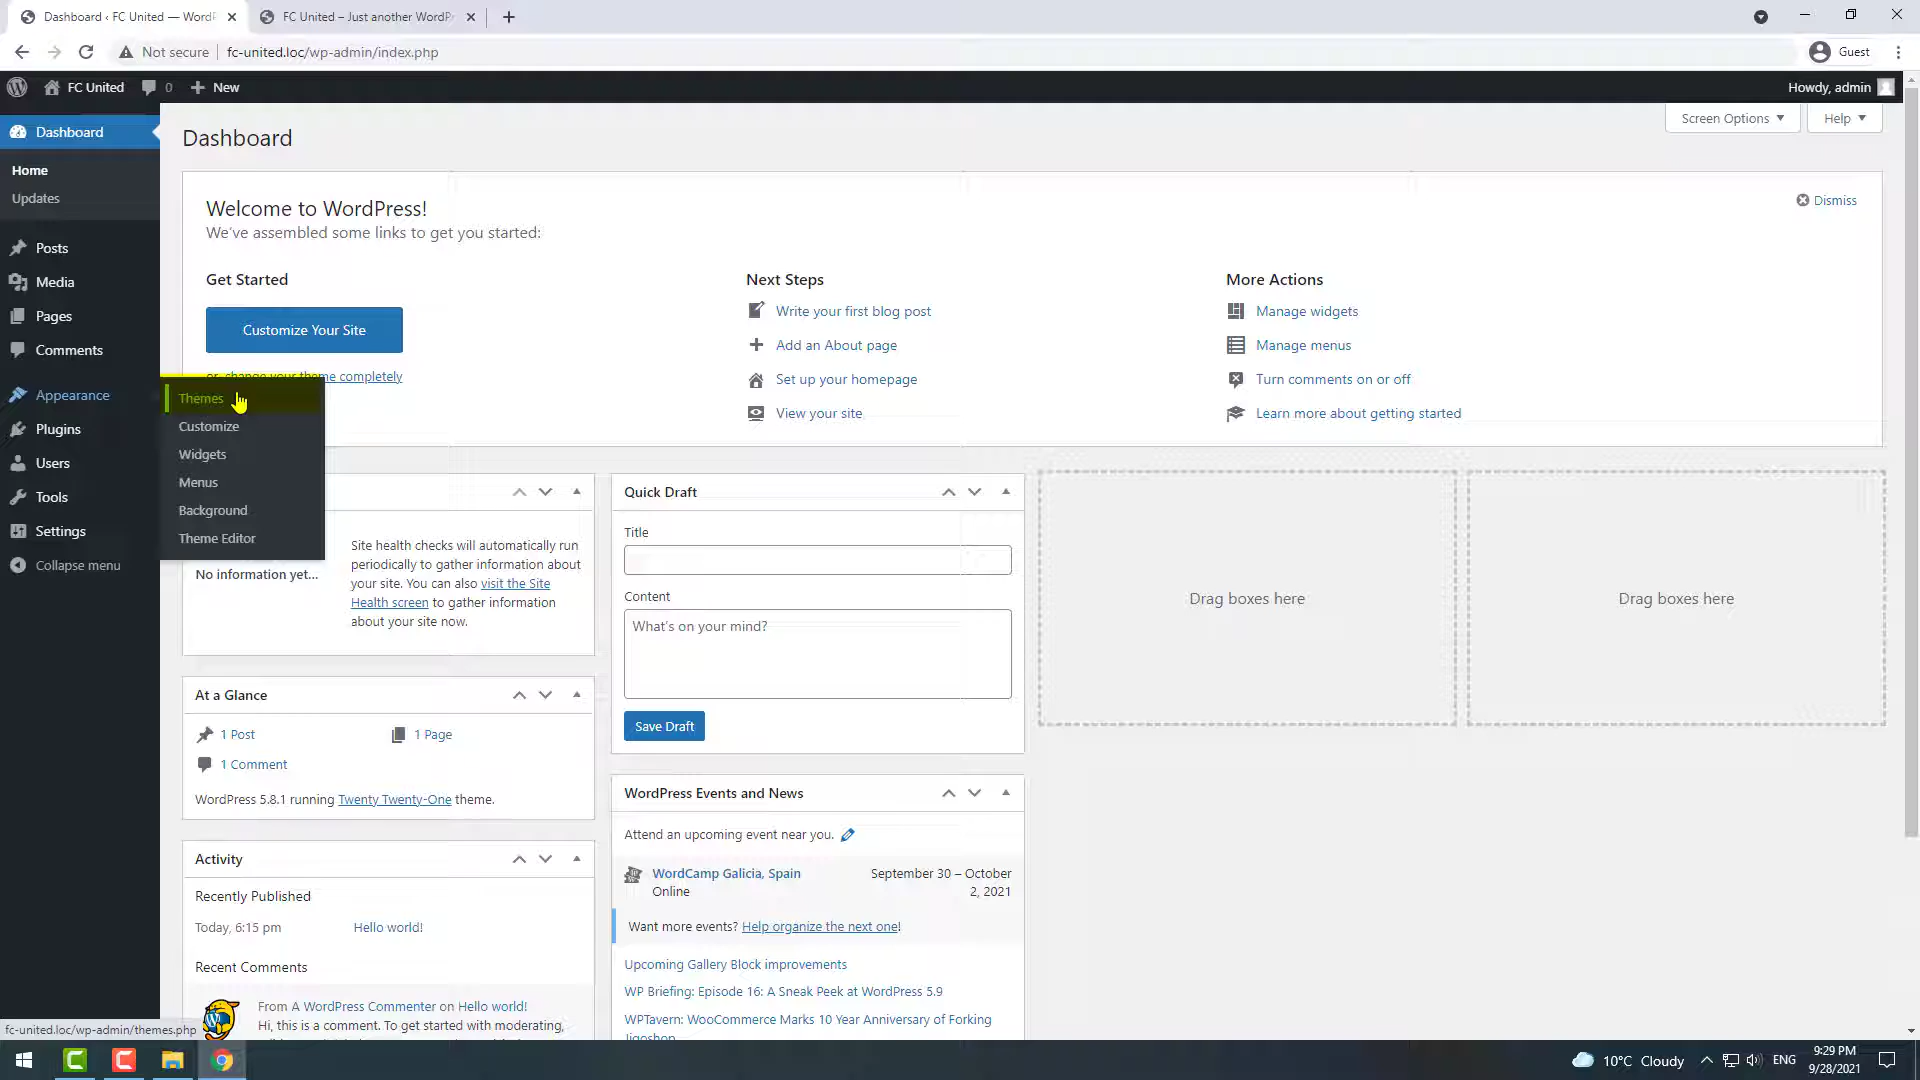 Dashboard ‹ FC United — WordP
FC United – Just another WordPr
Not secure
fc-united.loc/wp-admin/index.php
Guest
FC United
0
New
Howdy, admin
Dashboard
Home
Updates
Posts
Media
Pages
Comments
Appearance
Plugins
Users
Tools
Settings
Collapse menu
Themes
Customize
Widgets
Menus
Background
Theme Editor
Dashboard
Screen Options
Help
Welcome to WordPress!
We've assembled some links to get you started:
Dismiss
Get Started
Customize Your Site
or, change your theme completely
Next Steps
Write your first blog post
Add an About page
Set up your homepage
View your site
More Actions
Manage widgets
Manage menus
Turn comments on or off
Learn more about getting started
No information yet...
Site health checks will automatically run
periodically to gather information about
your site. You can also visit the Site
Health screen to gather information
about your site now.
At a Glance
1 Post
1 Page
1 Comment
WordPress 5.8.1 running Twenty Twenty-One theme.
Activity
Recently Published
Today, 6:15 pm
Hello world!
Recent Comments
From A WordPress Commenter on Hello world!
Hi, this is a comment. To get started with moderating,
Quick Draft
Title
Content
What's on your mind?
Save Draft
WordPress Events and News
Attend an upcoming event near you.
WordCamp Galicia, Spain
Online
September 30 – October
2, 2021
Want more events? Help organize the next one!
Upcoming Gallery Block improvements
WP Briefing: Episode 16: A Sneak Peek at WordPress 5.9
WPTavern: WooCommerce Marks 10 Year Anniversary of Forking
Jigoshop
Drag boxes here
Drag boxes here
fc-united.loc/wp-admin/themes.php
10°C Cloudy
ENG
9:29 PM
9/28/2021